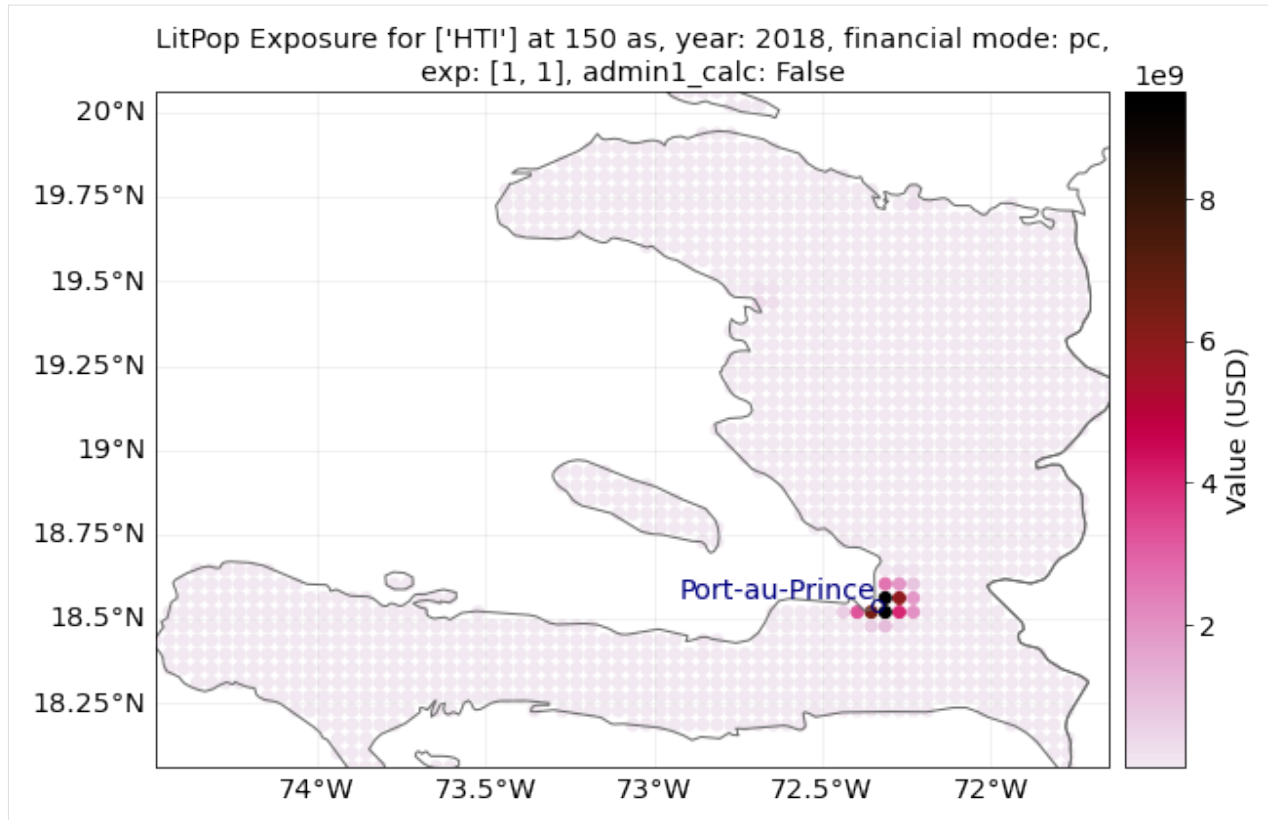 LitPop Exposure for ['HTI'] at 150 as, year: 2018, financial mode: pc,
exp: [1, 1], admin1_calc: False
1e9
20°N
19.75°N
19.5°N
19.25°N
19°N
18.75°N
18.5°N
18.25°N
Port-au-Prince
74°W
73.5°W
73°W
72.5°W
72°W
8
6
4
2
Value (USD)